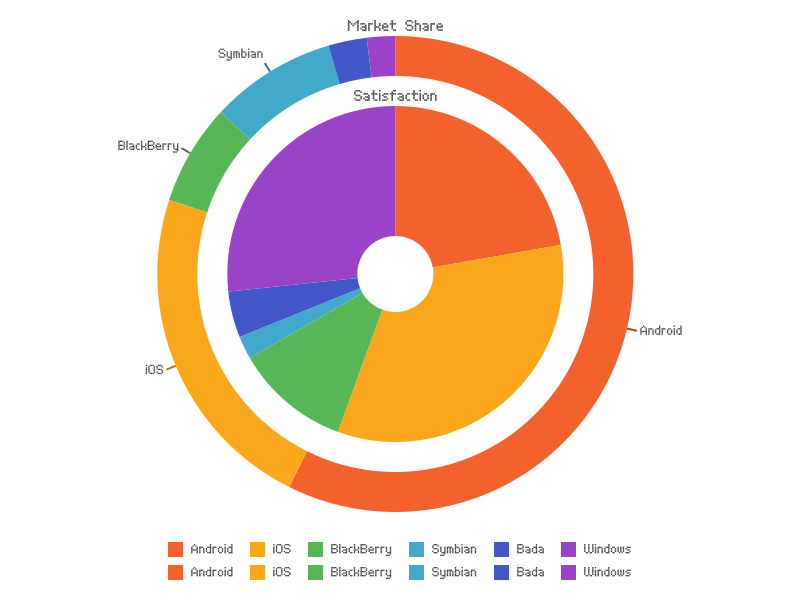 Market Share
Symbian
Satisfaction
BlackBerry
Android
iOS
Android iOS BlackBerry Symbian Bada Windows
Android iOS BlackBerry Symbian Bada Windows